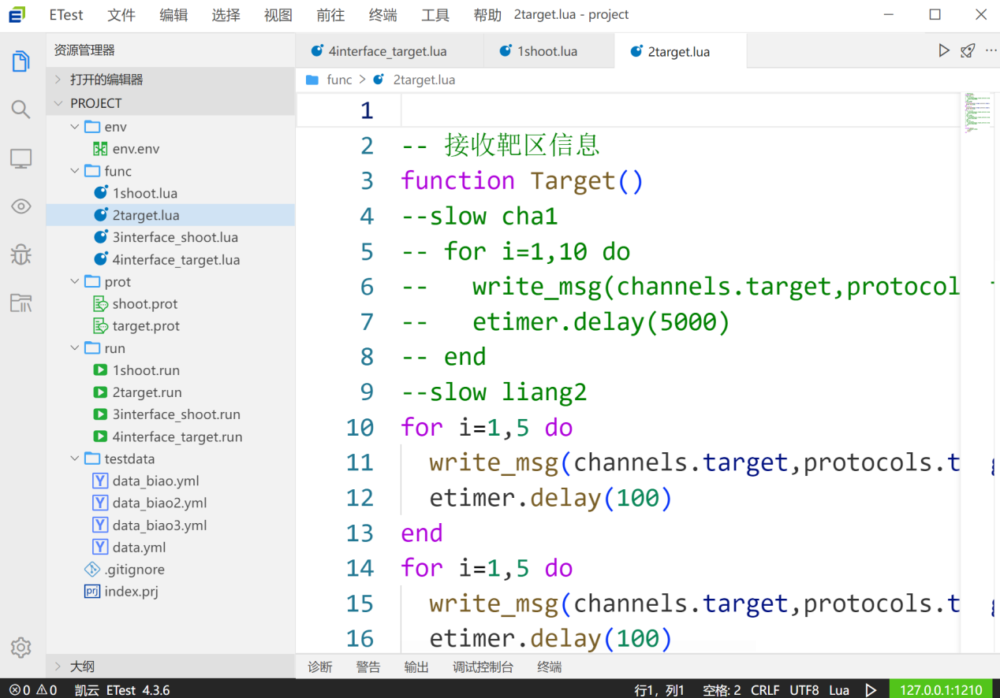 ETest 文件 编辑 选择 视图 前往 终端 工具 帮助 2target.lua - project
资源管理器
打开的编辑器
PROJECT
env
env.env
func
1shoot.lua
2target.lua
3interface_shoot.lua
4interface_target.lua
prot
shoot.prot
target.prot
run
1shoot.run
2target.run
3interface_shoot.run
4interface_target.run
testdata
data_biao.yml
data_biao2.yml
data_biao3.yml
data.yml
.gitignore
prj index.prj
大纲
4interface_target.lua 1shoot.lua 2target.lua
func > 2target.lua
1
2 -- 接收靶区信息
3 function Target()
4 --slow cha1
5 -- for i=1,10 do
6 --   write_msg(channels.target,protocol
7 --   etimer.delay(5000)
8 -- end
9 --slow liang2
10 for i=1,5 do
11   write_msg(channels.target,protocols.t
12   etimer.delay(100)
13 end
14 for i=1,5 do
15   write_msg(channels.target,protocols.t
16   etimer.delay(100)
诊断 警告 输出 调试控制台 终端
0 0 凯云 ETest 4.3.6 行1，列1 空格: 2 CRLF UTF8 Lua 127.0.0.1:1210